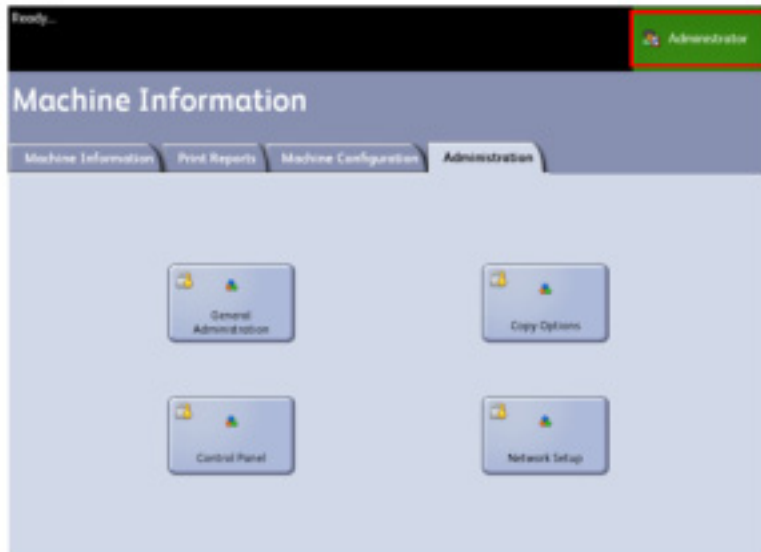 Ready...
Administrator
Machine Information
Machine Information Print Reports Machine Configuration Administration
General
Administration
Copy Options
Control Panel
Network Setup